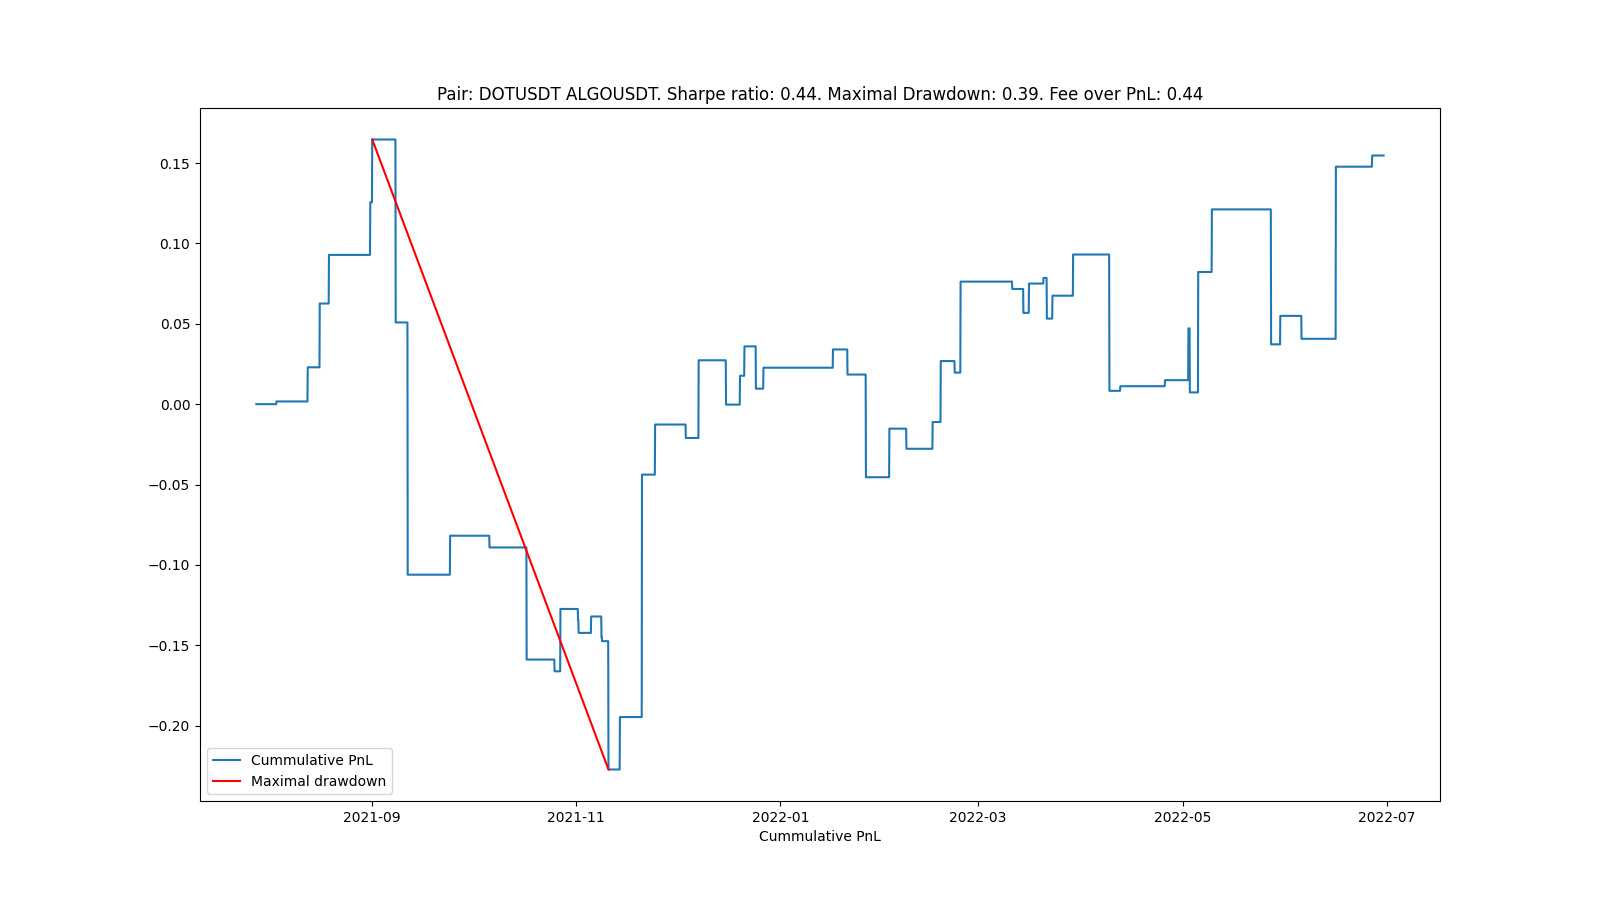 Pair: DOTUSDT ALGOUSDT. Sharpe ratio: 0.44. Maximal Drawdown: 0.39. Fee over PnL: 0.44
0.15
0.10
0.05
0.00
−0.05
−0.10
−0.15
−0.20
Cummulative PnL
Maximal drawdown
2021-09 2021-11 2022-01 2022-03 2022-05 2022-07
Cummulative PnL